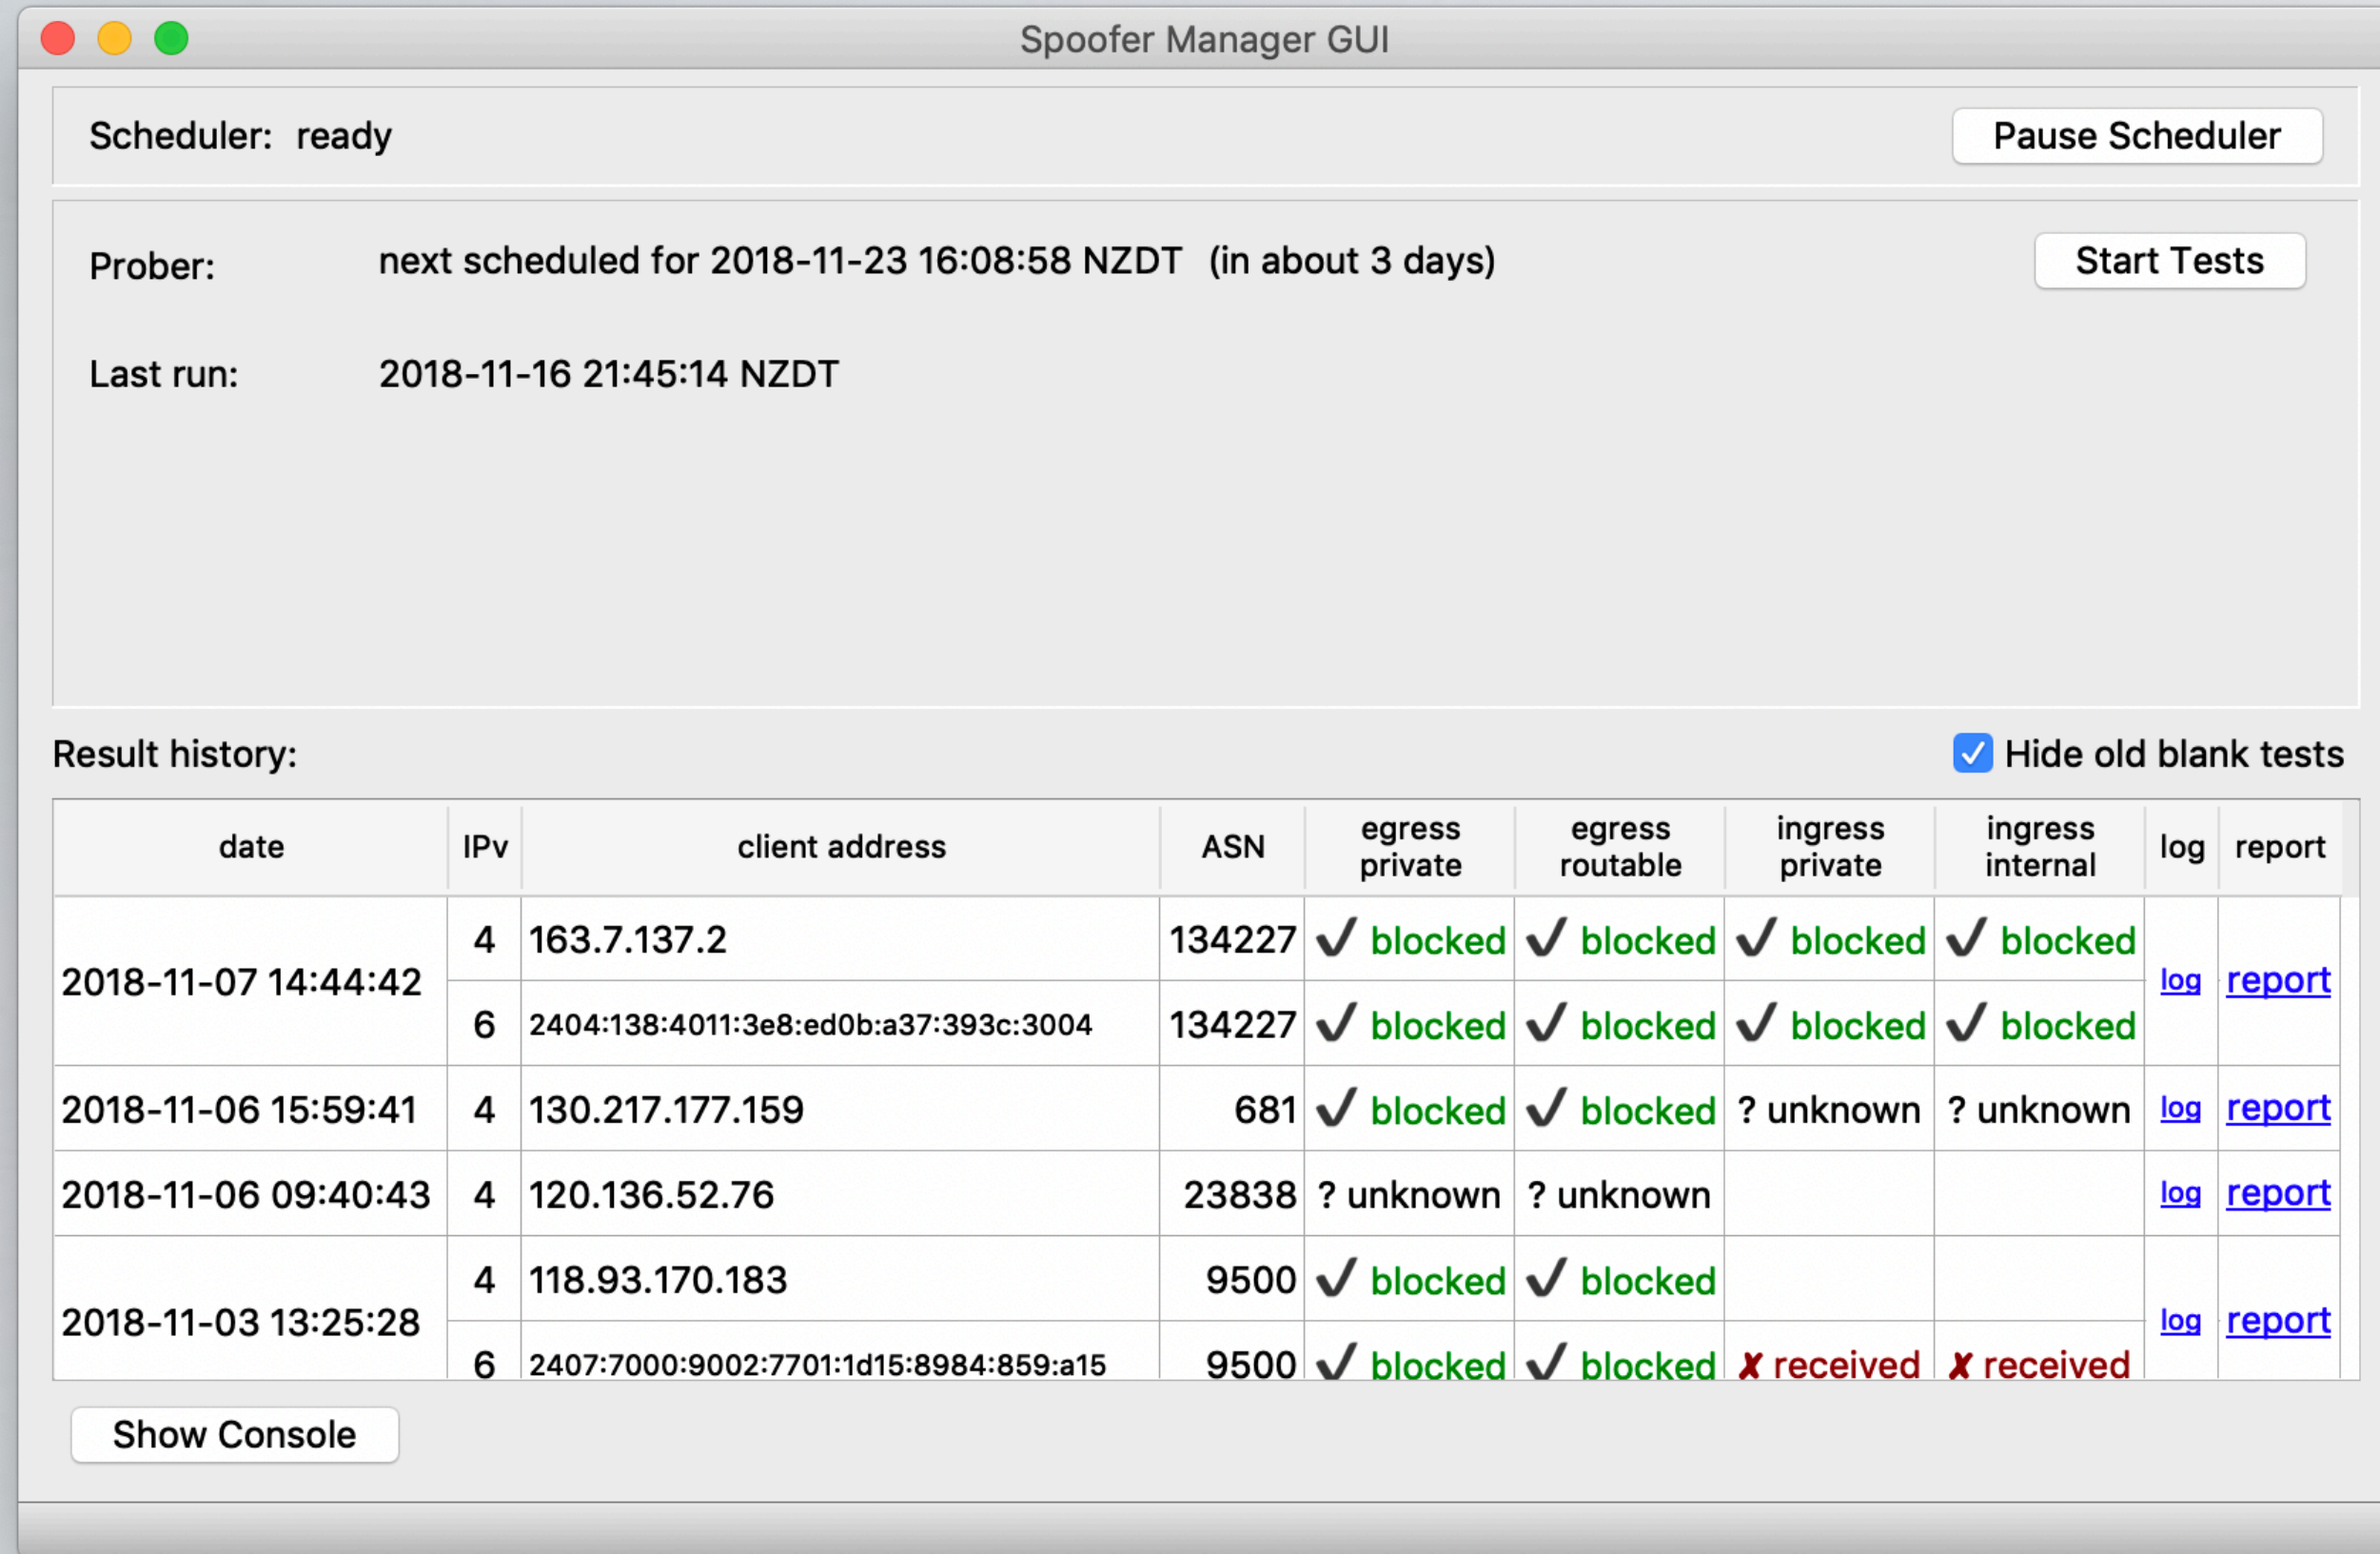 Spoofer Manager GUI
Scheduler: ready
Pause Scheduler
Prober: next scheduled for 2018-11-23 16:08:58 NZDT (in about 3 days)
Start Tests
Last run: 2018-11-16 21:45:14 NZDT
Result history:
Hide old blank tests
date IPv client address ASN egress private egress routable ingress private ingress internal log report
2018-11-07 14:44:42 4 163.7.137.2 134227 ✔ blocked ✔ blocked ✔ blocked ✔ blocked log report
6 2404:138:4011:3e8:ed0b:a37:393c:3004 134227 ✔ blocked ✔ blocked ✔ blocked ✔ blocked
2018-11-06 15:59:41 4 130.217.177.159 681 ✔ blocked ✔ blocked ? unknown ? unknown log report
2018-11-06 09:40:43 4 120.136.52.76 23838 ? unknown ? unknown log report
2018-11-03 13:25:28 4 118.93.170.183 9500 ✔ blocked ✔ blocked log report
6 2407:7000:9002:7701:1d15:8984:859:a15 9500 ✔ blocked ✔ blocked ✘ received ✘ received
Show Console